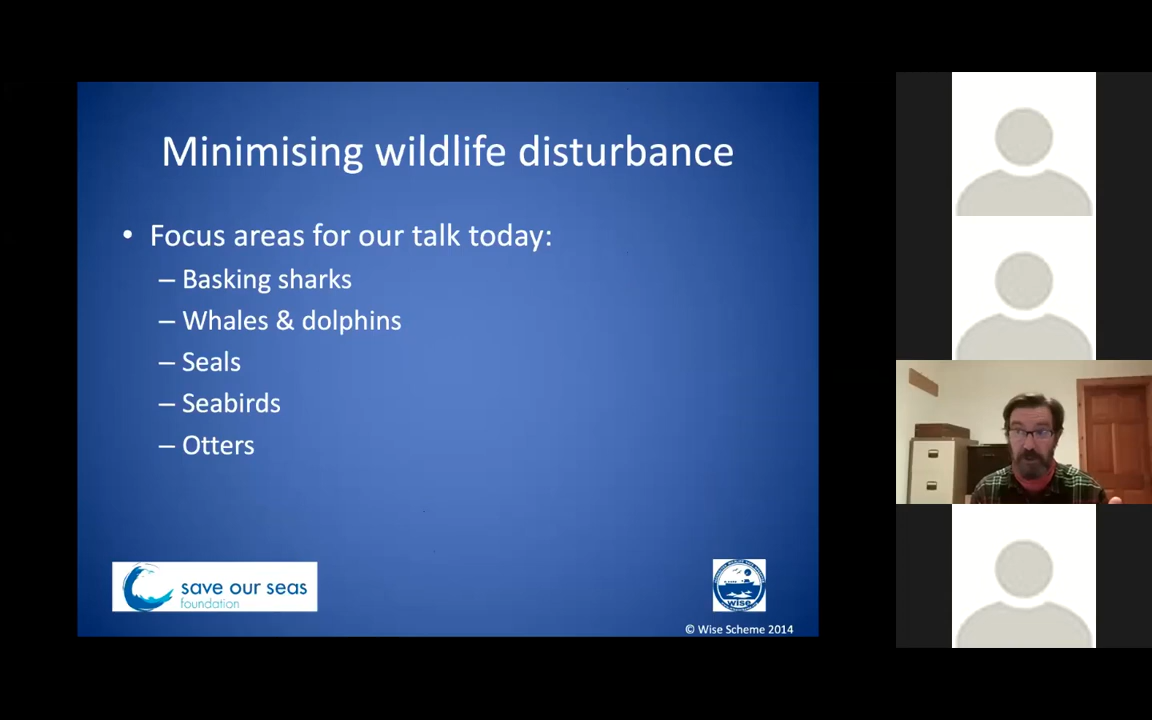 Minimising wildlife disturbance
• Focus areas for our talk today:
– Basking sharks
– Whales & dolphins
– Seals
– Seabirds
– Otters
save our seas
foundation
wise
© Wise Scheme 2014